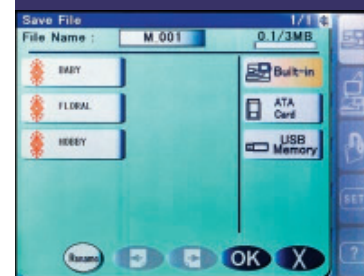 Save File 1/1
File Name : M_001 0.1/3MB
BABY Built-in
FLORAL ATA Card
HOBBY USB Memory
Rename OK X
SET
?